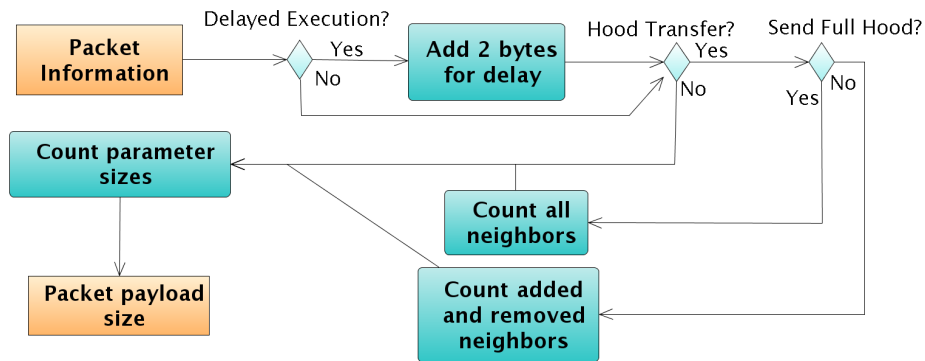 Delayed Execution?
Hood Transfer?
Send Full Hood?
Packet
Information
Yes
No
Add 2 bytes
for delay
Yes
No
Yes
No
Count parameter
sizes
Count all
neighbors
Packet payload
size
Count added
and removed
neighbors